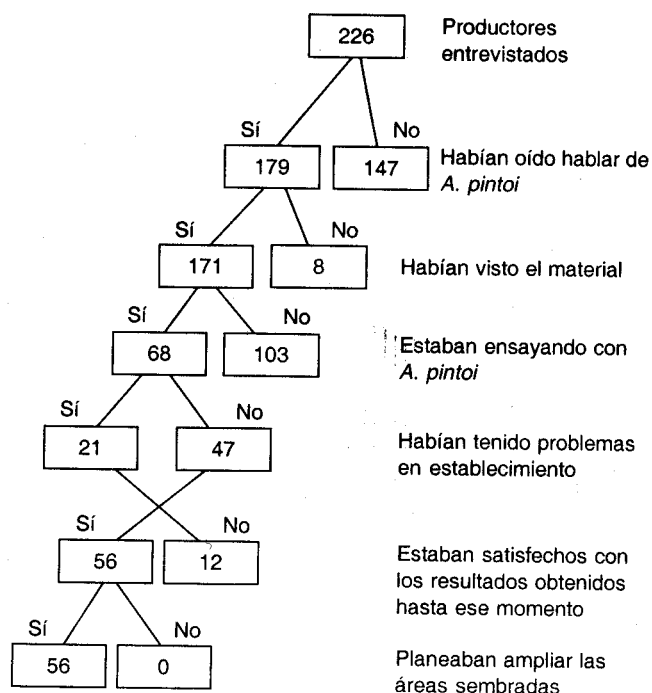 226
Productores
entrevistados
Sí
No
179
147
Habían oído hablar de
A. pintoi
Sí
No
171
8
Habían visto el material
Sí
No
68
103
Estaban ensayando con
A. pintoi
Sí
No
21
47
Habían tenido problemas
en establecimiento
Sí
No
56
12
Estaban satisfechos con
los resultados obtenidos
hasta ese momento
Sí
No
56
0
Planeaban ampliar las
áreas sembradas